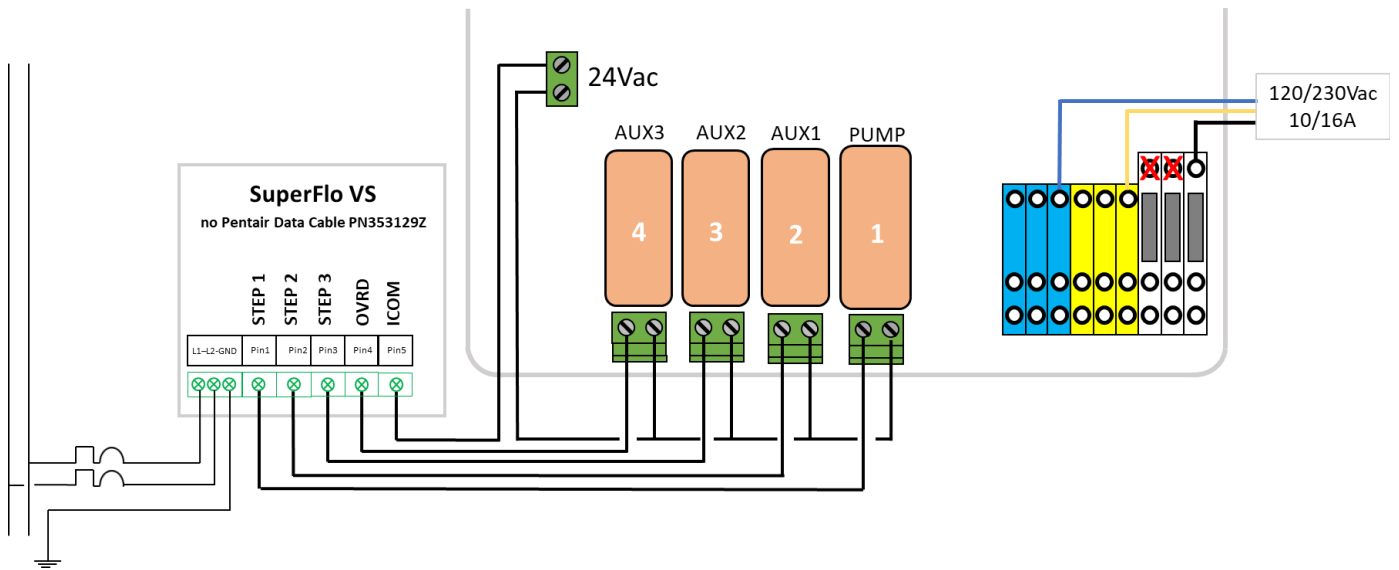 24Vac
120/230Vac
10/16A
AUX3 AUX2 AUX1 PUMP
4 3 2 1
SuperFlo VS
no Pentair Data Cable PN353129Z
STEP 1 STEP 2 STEP 3 OVRD ICOM
L1–L2-GND Pin1 Pin2 Pin3 Pin4 Pin5